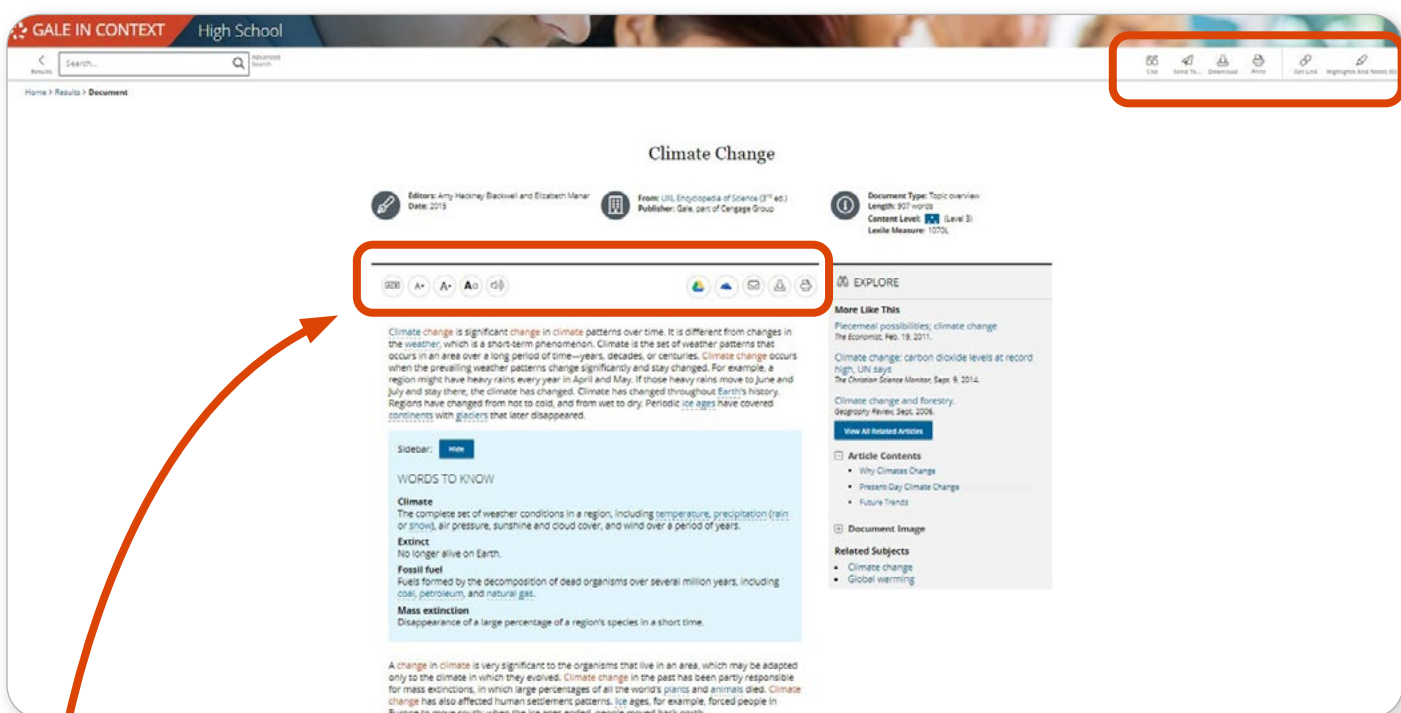 GALE IN CONTEXT High School
Results
Search...
Advanced
Search
Cite Send To... Download Print Get Link Highlights And Notes (0)
Home > Results > Document
Climate Change
Editors: Amy Hackney Blackwell and Elizabeth Manar
Date: 2015
From: UXL Encyclopedia of Science (3rd ed.)
Publisher: Gale, part of Cengage Group
Document Type: Topic overview
Length: 907 words
Content Level: (Level 3)
Lexile Measure: 1070L
A+ A- Aa
Climate change is significant change in climate patterns over time. It is different from changes in
the weather, which is a short-term phenomenon. Climate is the set of weather patterns that
occurs in an area over a long period of time—years, decades, or centuries. Climate change occurs
when the prevailing weather patterns change significantly and stay changed. For example, a
region might have heavy rains every year in April and May. If those heavy rains move to June and
July and stay there, the climate has changed. Climate has changed throughout Earth's history.
Regions have changed from hot to cold, and from wet to dry. Periodic ice ages have covered
continents with glaciers that later disappeared.
Sidebar: Hide
WORDS TO KNOW
Climate
The complete set of weather conditions in a region, including temperature, precipitation (rain
or snow), air pressure, sunshine and cloud cover, and wind over a period of years.
Extinct
No longer alive on Earth.
Fossil fuel
Fuels formed by the decomposition of dead organisms over several million years, including
coal, petroleum, and natural gas.
Mass extinction
Disappearance of a large percentage of a region's species in a short time.
A change in climate is very significant to the organisms that live in an area, which may be adapted
only to the climate in which they evolved. Climate change in the past has been partly responsible
for mass extinctions, in which large percentages of all the world's plants and animals died. Climate
change has also affected human settlement patterns. Ice ages, for example, forced people in
Europe to move south; when the ice ages ended, people moved back north.
EXPLORE
More Like This
Piecemeal possibilities; climate change
The Economist, Feb. 19, 2011.
Climate change: carbon dioxide levels at record
high, UN says
The Christian Science Monitor, Sept. 9, 2014.
Climate change and forestry.
Geography Review, Sept. 2006.
View All Related Articles
Article Contents
Why Climates Change
Present-Day Climate Change
Future Trends
Document Image
Related Subjects
Climate change
Global warming